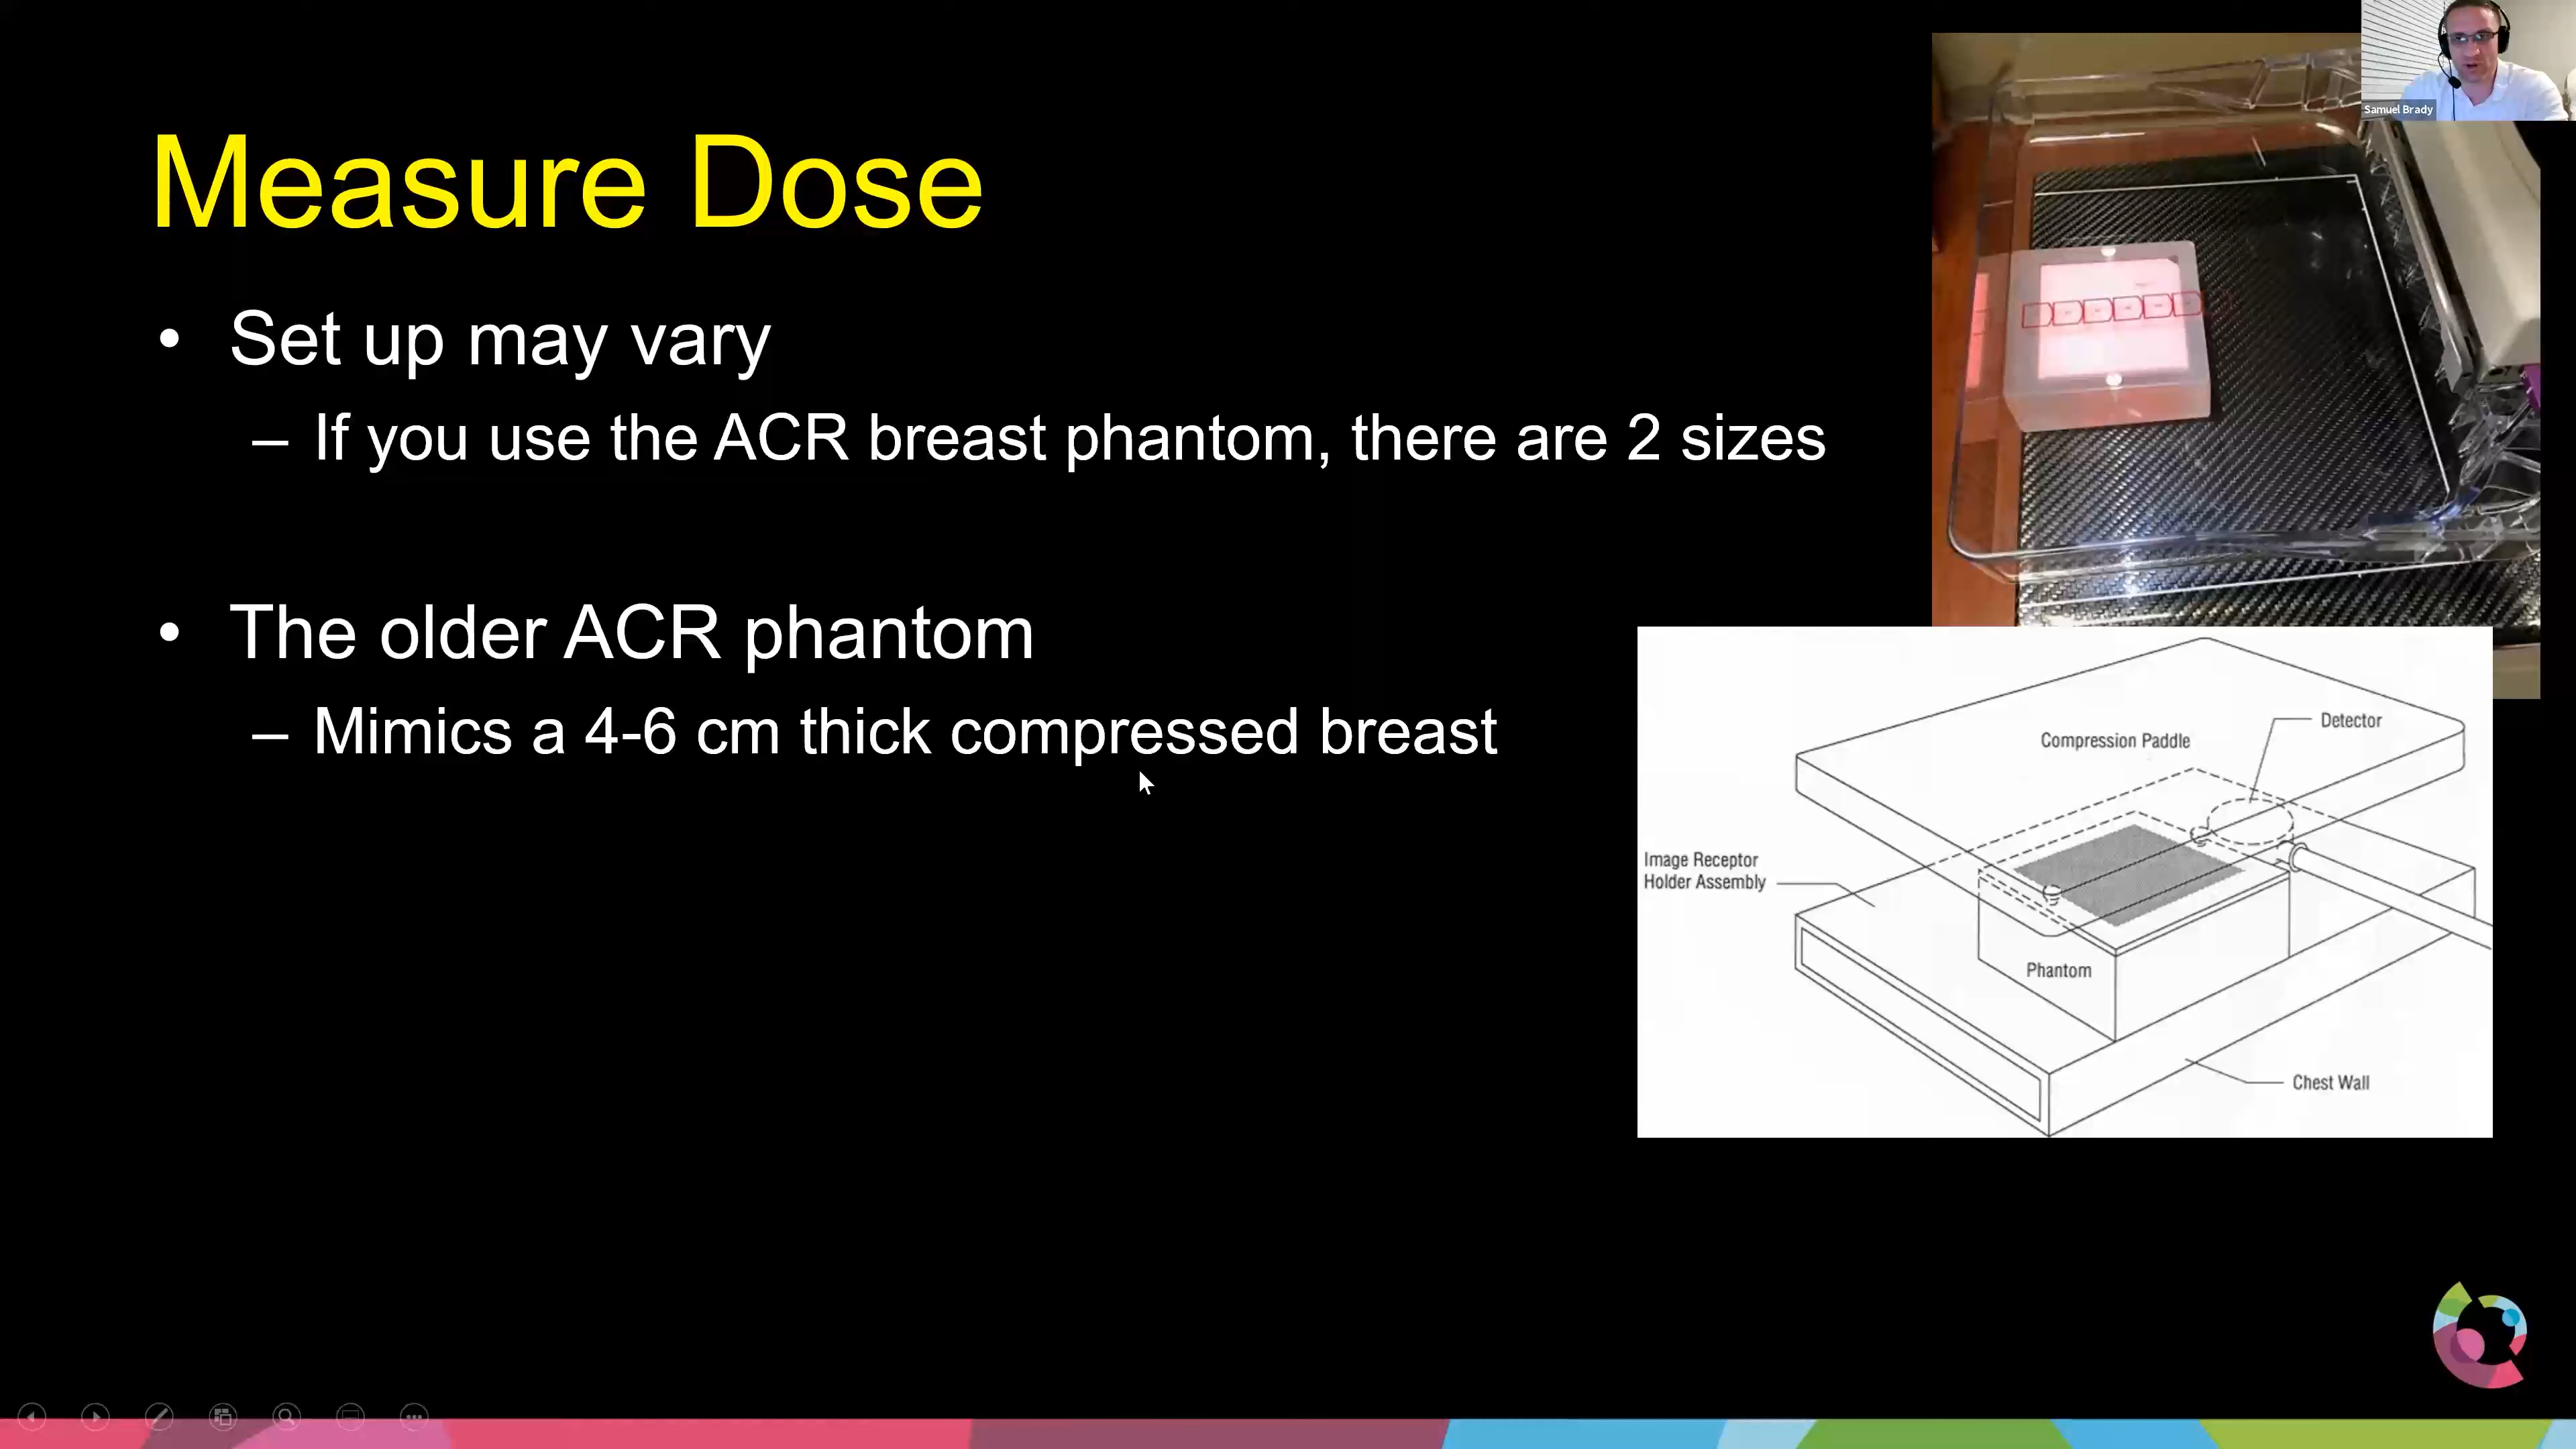 Samuel Brady
Measure Dose
• Set up may vary
– If you use the ACR breast phantom, there are 2 sizes
• The older ACR phantom
– Mimics a 4-6 cm thick compressed breast
Detector
Compression Paddle
Image Receptor
Holder Assembly
Phantom
Chest Wall